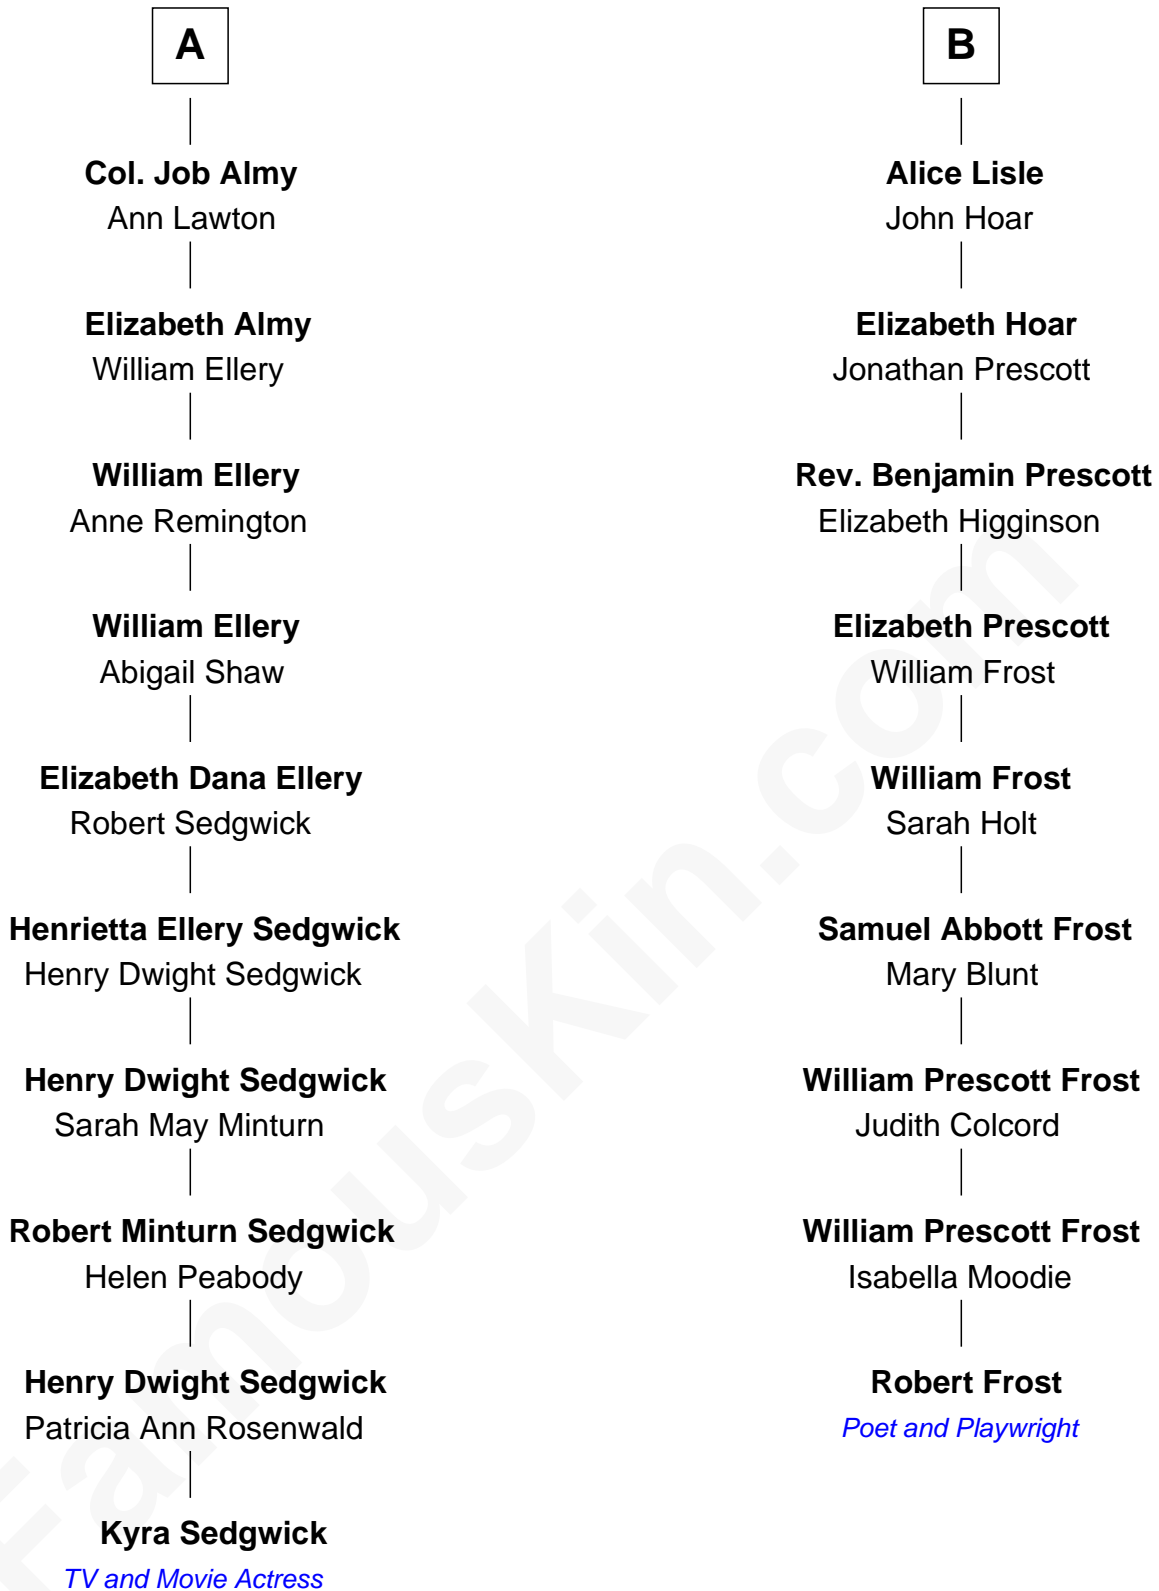 A
Col. Job Almy
Ann Lawton
Elizabeth Almy
William Ellery
William Ellery
Anne Remington
William Ellery
Abigail Shaw
Elizabeth Dana Ellery
Robert Sedgwick
Henrietta Ellery Sedgwick
Henry Dwight Sedgwick
Henry Dwight Sedgwick
Sarah May Minturn
Robert Minturn Sedgwick
Helen Peabody
Henry Dwight Sedgwick
Patricia Ann Rosenwald
Kyra Sedgwick
TV and Movie Actress
B
Alice Lisle
John Hoar
Elizabeth Hoar
Jonathan Prescott
Rev. Benjamin Prescott
Elizabeth Higginson
Elizabeth Prescott
William Frost
William Frost
Sarah Holt
Samuel Abbott Frost
Mary Blunt
William Prescott Frost
Judith Colcord
William Prescott Frost
Isabella Moodie
Robert Frost
Poet and Playwright
FamousKin.com